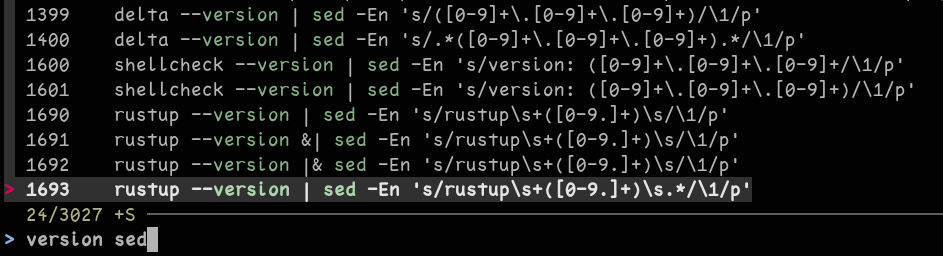 1399 delta --version | sed -En 's/([0-9]+\.[0-9]+\.[0-9]+)/\1/p'
1400 delta --version | sed -En 's/.*([0-9]+\.[0-9]+\.[0-9]+).*/\1/p'
1600 shellcheck --version | sed -En 's/version: ([0-9]+\.[0-9]+\.[0-9]+/\1/p'
1601 shellcheck --version | sed -En 's/version: ([0-9]+\.[0-9]+\.[0-9]+)/\1/p'
1690 rustup --version | sed -En 's/rustup\s+([0-9.]+)\s/\1/p'
1691 rustup --version &| sed -En 's/rustup\s+([0-9.]+)\s/\1/p'
1692 rustup --version |& sed -En 's/rustup\s+([0-9.]+)\s/\1/p'
> 1693 rustup --version | sed -En 's/rustup\s+([0-9.]+)\s.*/\1/p'
24/3027 +S
> version sed